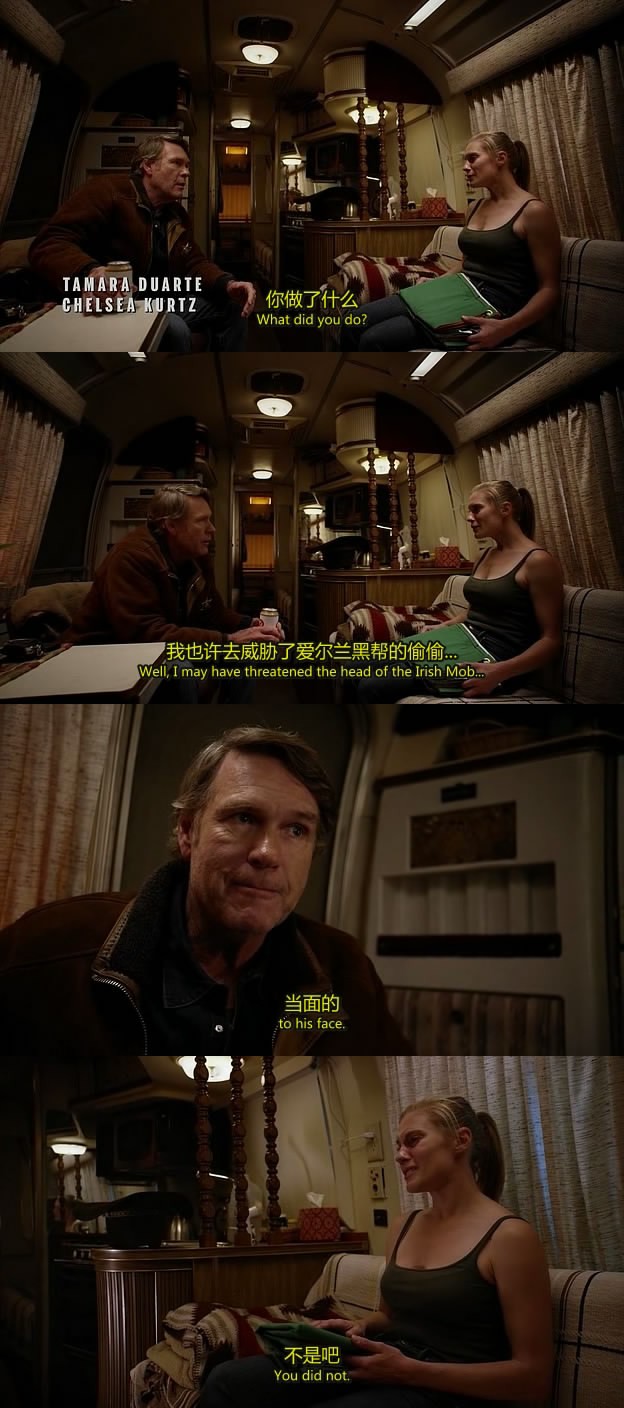 TAMARA DUARTE
CHELSEA KURTZ
你做了什么
What did you do?
我也许去威胁了爱尔兰黑帮的偷偷...
Well, I may have threatened the head of the Irish Mob...
当面的
to his face.
不是吧
You did not.